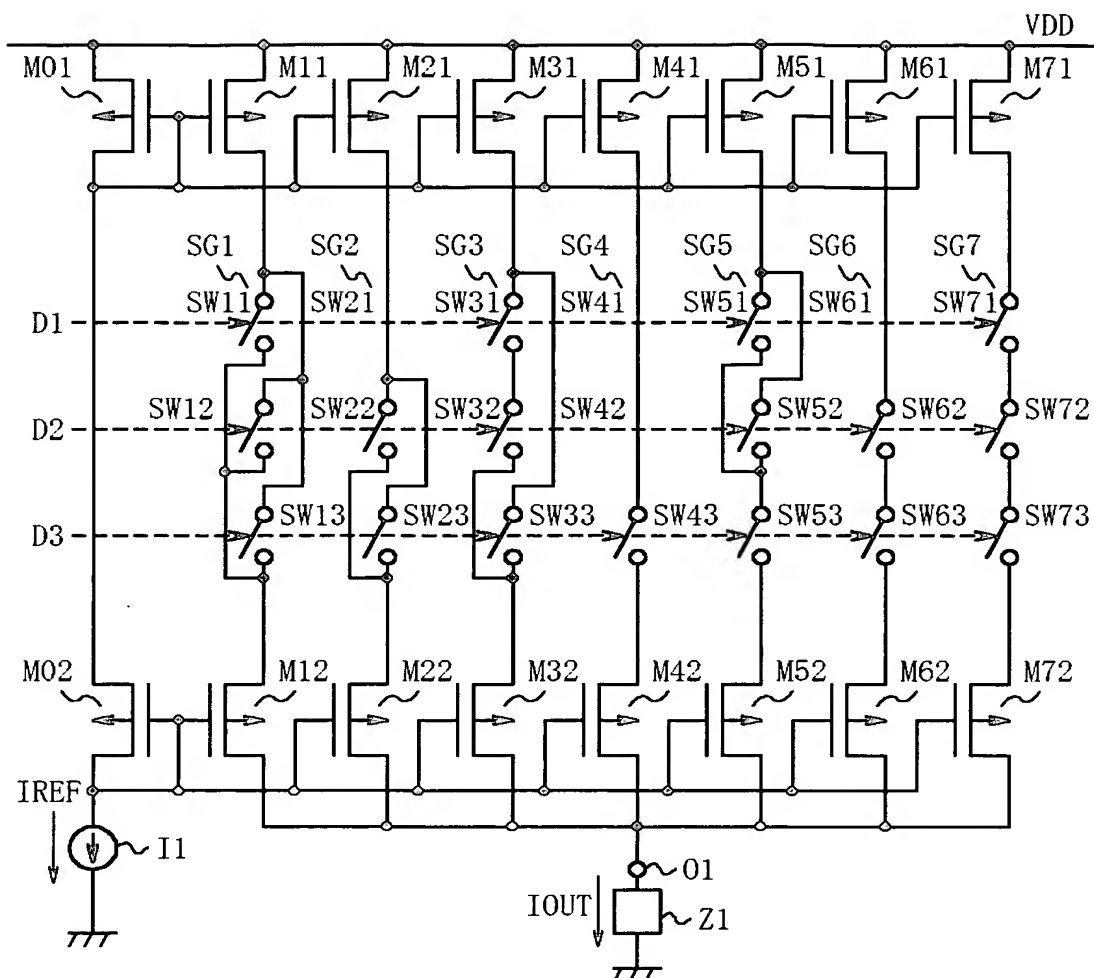 VDD
M01 M11 M21 M31 M41 M51 M61 M71
SG1 SG2 SG3 SG4 SG5 SG6 SG7
SW11 SW21 SW31 SW41 SW51 SW61 SW71
D1
SW12 SW22 SW32 SW42 SW52 SW62 SW72
D2
SW13 SW23 SW33 SW43 SW53 SW63 SW73
D3
M02 M12 M22 M32 M42 M52 M62 M72
IREF
I1
O1
IOUT
Z1